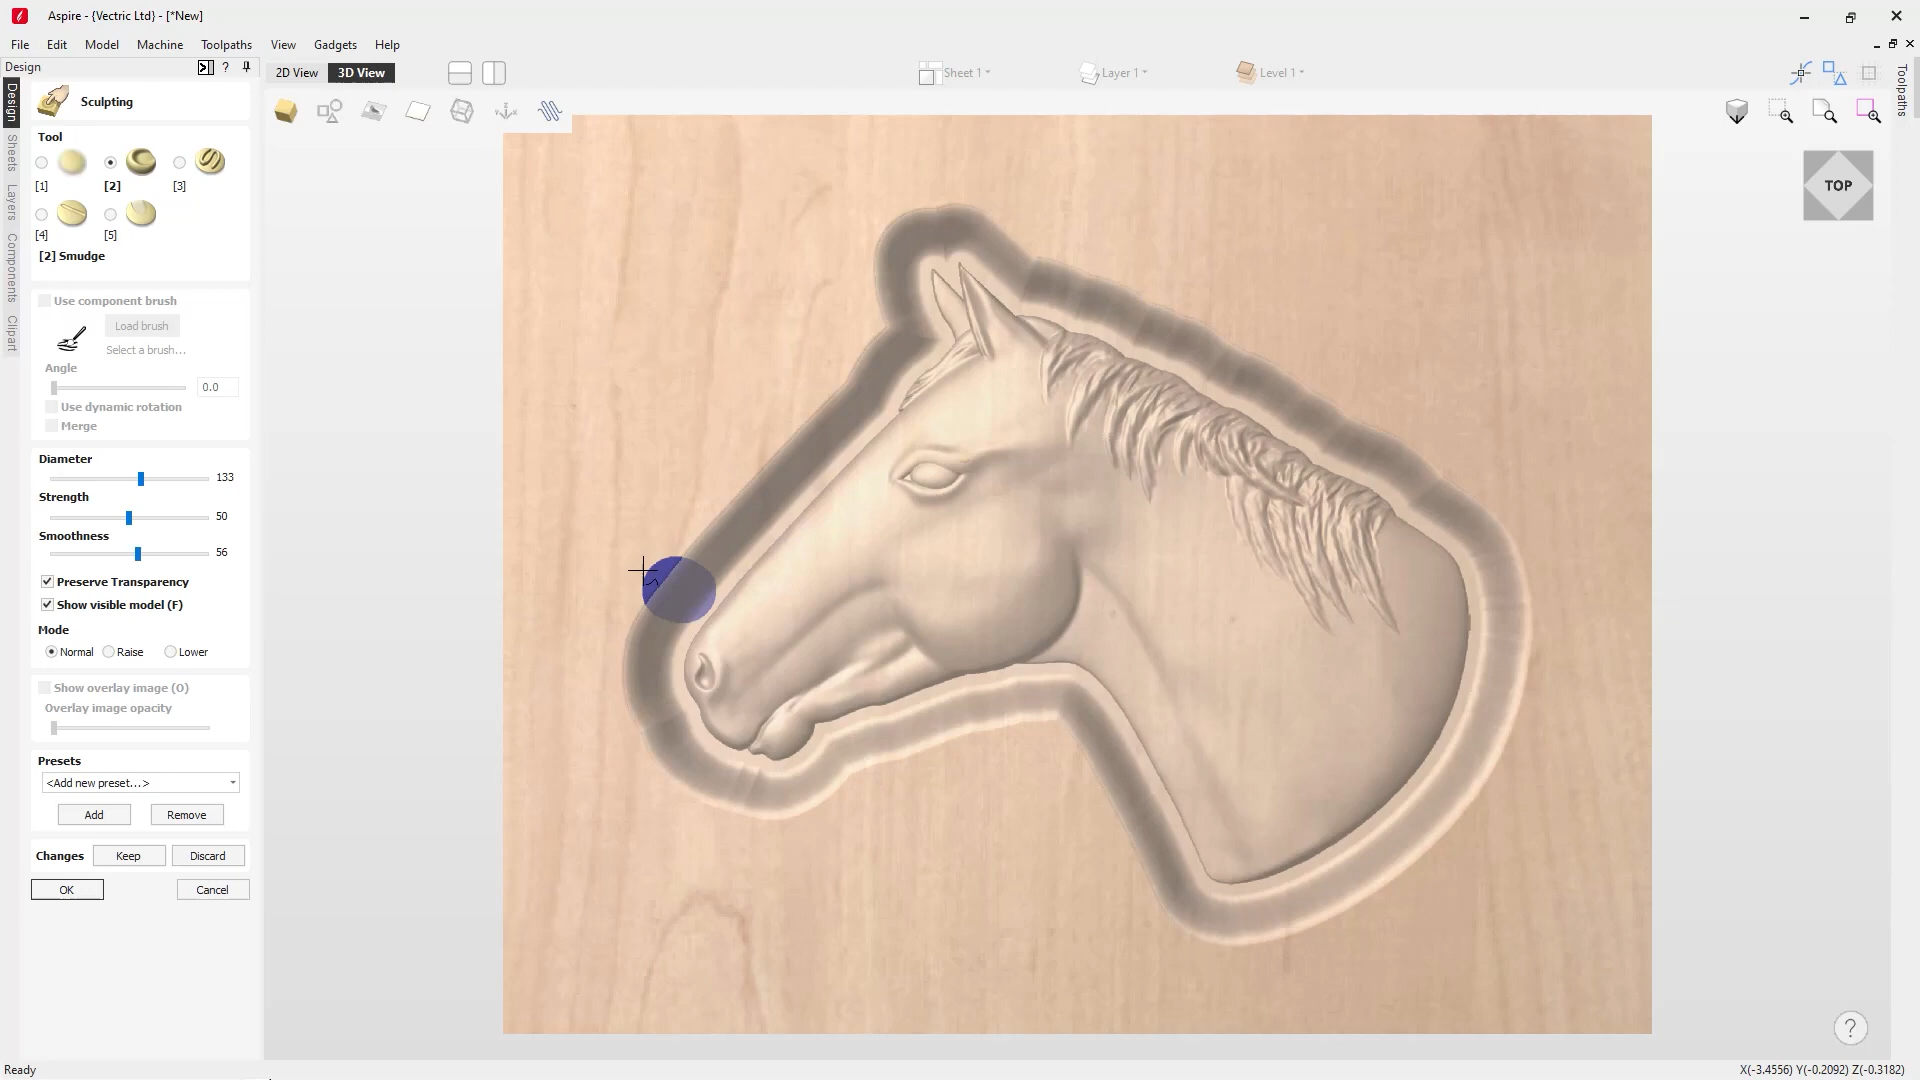 Aspire - {Vectric Ltd} - [*New]
File Edit Model Machine Toolpaths View Gadgets Help
Design
?
2D View
3D View
Sheet 1
Layer 1
Level 1
Design
Sheets
Layers
Components
Clipart
Toolpaths
Sculpting
Tool
[1]
[2]
[3]
[4]
[5]
[2] Smudge
Use component brush
Load brush
Select a brush...
Angle
0.0
Use dynamic rotation
Merge
Diameter
133
Strength
50
Smoothness
56
Preserve Transparency
Show visible model (F)
Mode
Normal Raise Lower
Show overlay image (O)
Overlay image opacity
Presets
<Add new preset...>
Add Remove
Changes Keep Discard
OK Cancel
TOP
?
Ready
X(-3.4556) Y(-0.2092) Z(-0.3182)